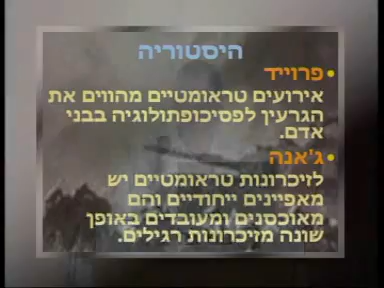 היסטוריה
•פרוייד
אירועים טראומטיים מהווים את
הגרעין לפסיכופתולוגיה בבני
אדם.
•ג'אנה
לזיכרונות טראומטיים יש
מאפיינים ייחודיים והם
מאוכסנים ומעובדים באופן
שונה מזיכרונות רגילים.